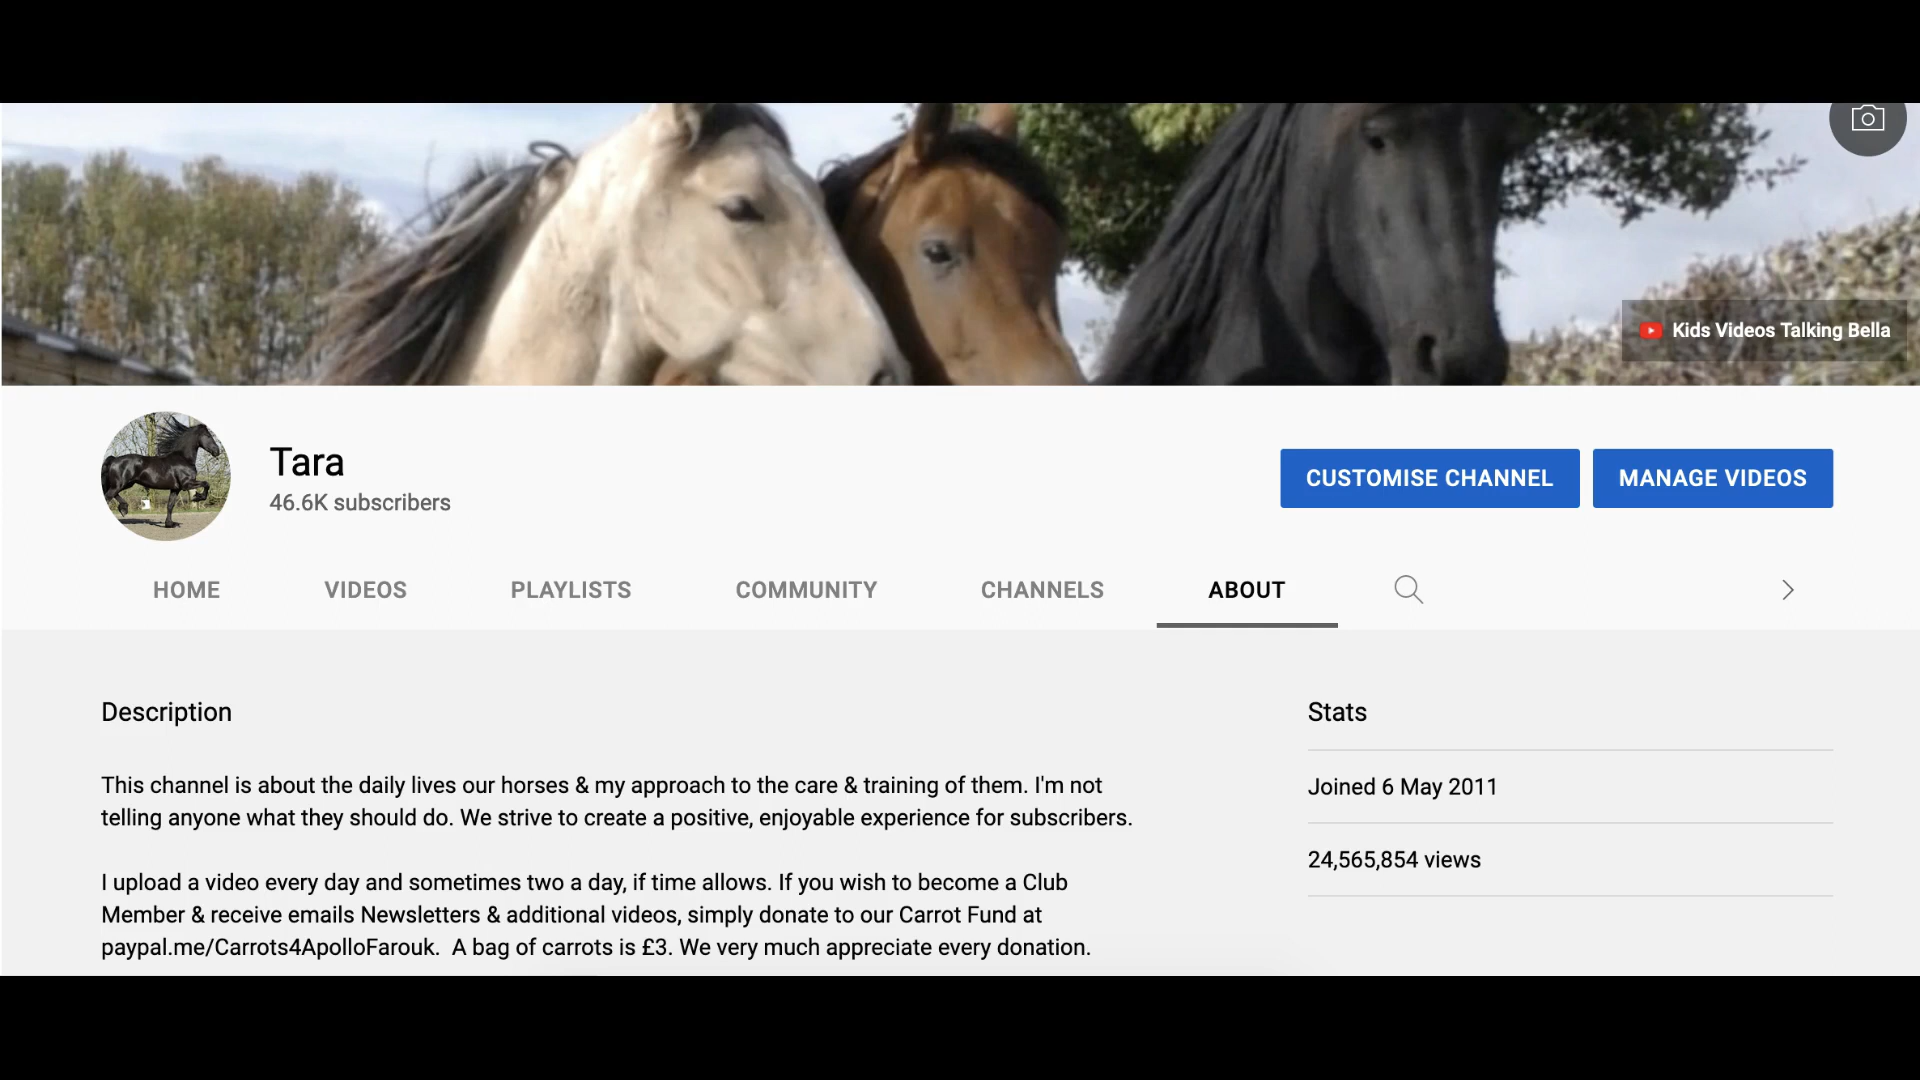 Kids Videos Talking Bella
Tara
46.6K subscribers
CUSTOMISE CHANNEL
MANAGE VIDEOS
HOME
VIDEOS
PLAYLISTS
COMMUNITY
CHANNELS
ABOUT
Description
This channel is about the daily lives our horses & my approach to the care & training of them. I'm not
telling anyone what they should do. We strive to create a positive, enjoyable experience for subscribers.
I upload a video every day and sometimes two a day, if time allows. If you wish to become a Club
Member & receive emails Newsletters & additional videos, simply donate to our Carrot Fund at
paypal.me/Carrots4ApolloFarouk.  A bag of carrots is £3. We very much appreciate every donation.
Stats
Joined 6 May 2011
24,565,854 views